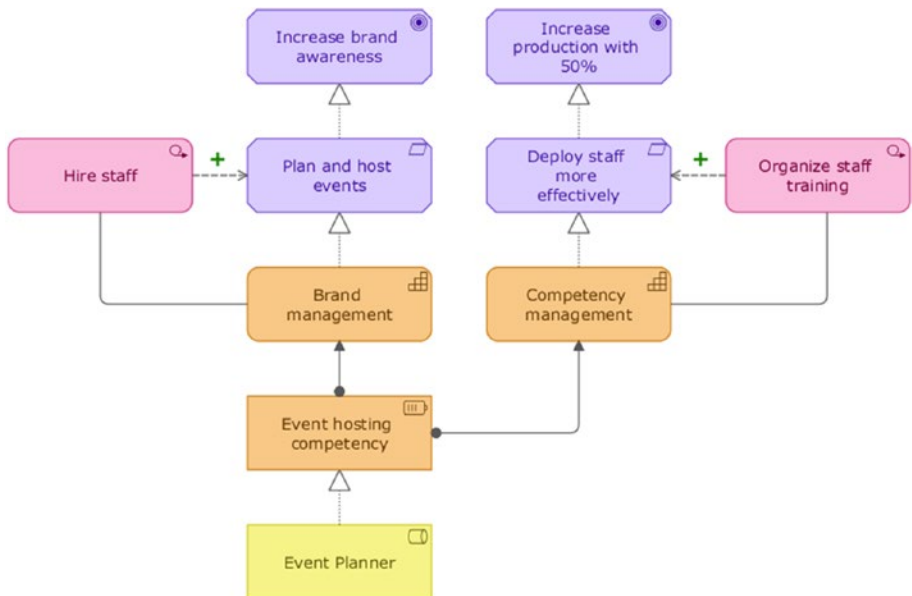 Increase brand
awareness
Increase
production with
50%
Hire staff
+
Plan and host
events
Deploy staff
more
effectively
+
Organize staff
training
Brand
management
Competency
management
Event hosting
competency
Event Planner